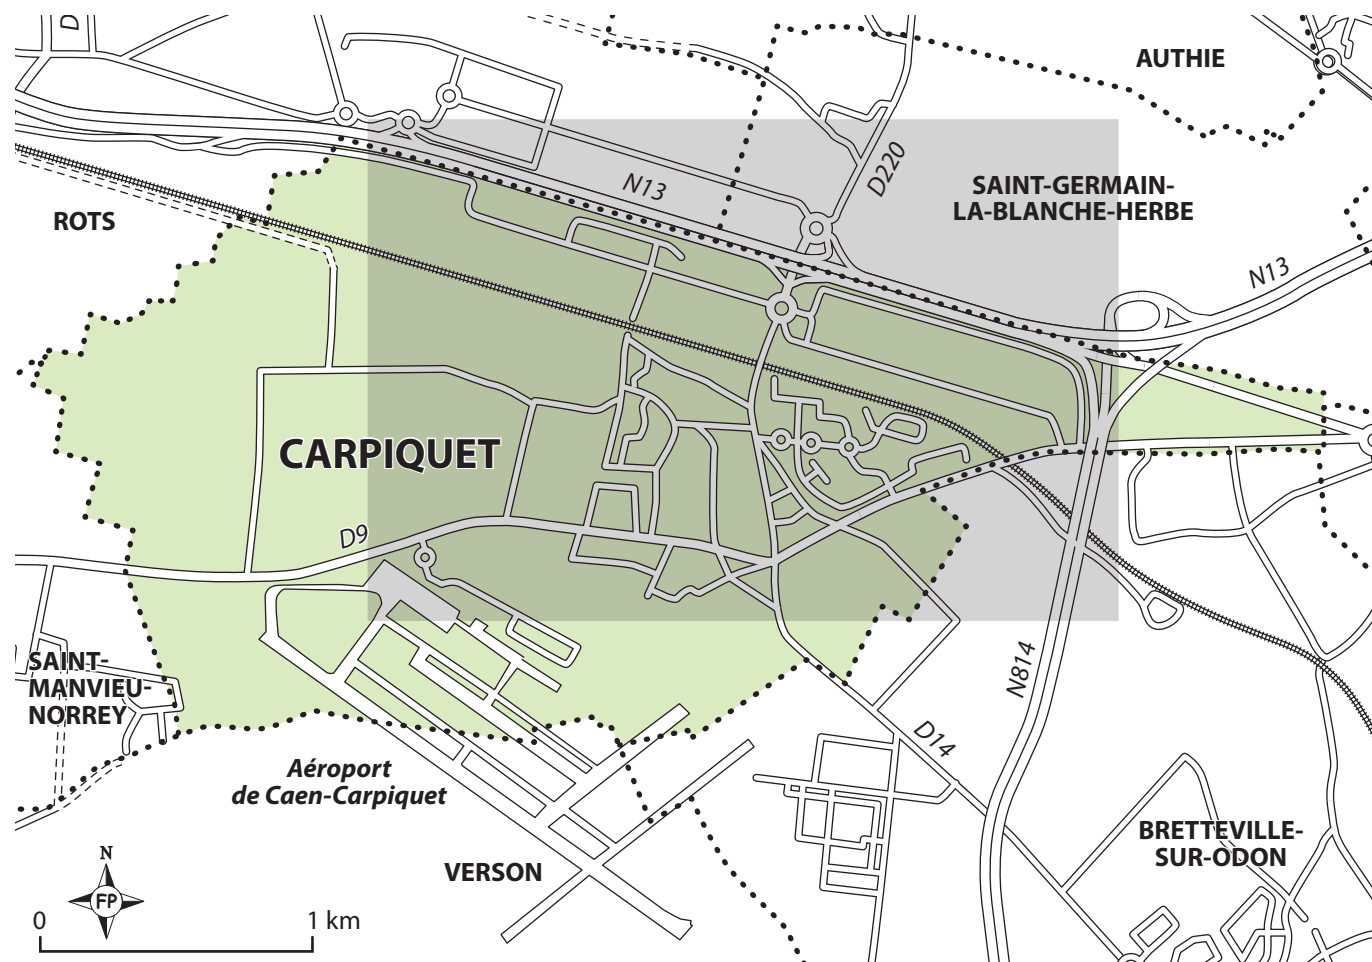 D
AUTHIE
D220
N13
SAINT-GERMAIN-
LA-BLANCHE-HERBE
ROTS
N13
CARPIQUET
D9
SAINT-
MANVIEU-
NORREY
N814
D14
Aéroport
de Caen-Carpiquet
BRETTEVILLE-
SUR-ODON
VERSON
N
FP
0 1 km